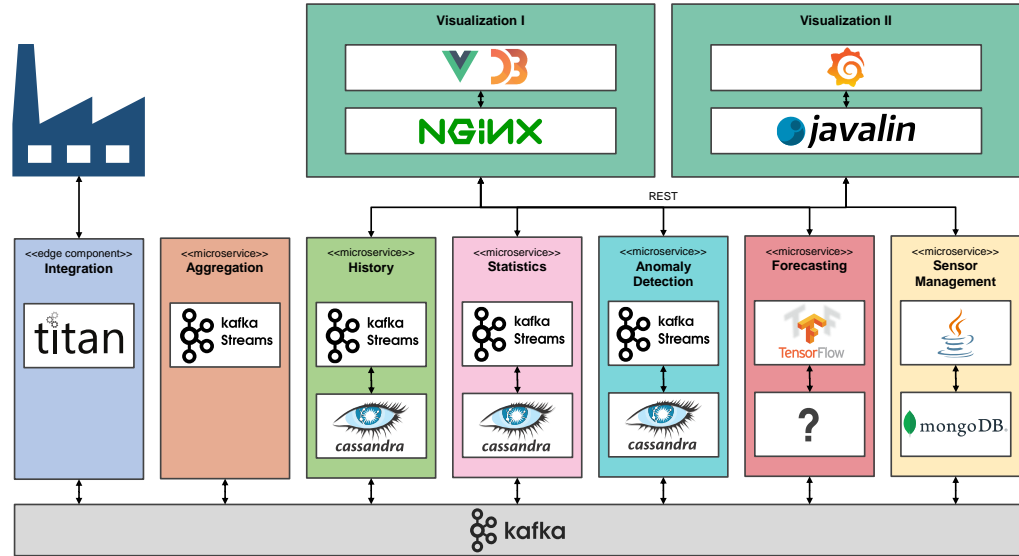 Visualization I
Visualization II
D3
NGINX
javalin
REST
<<edge component>>
Integration
titan
<<microservice>>
Aggregation
kafka
Streams
<<microservice>>
History
kafka
Streams
cassandra
<<microservice>>
Statistics
kafka
Streams
cassandra
<<microservice>>
Anomaly
Detection
kafka
Streams
cassandra
<<microservice>>
Forecasting
TF
TensorFlow
?
<<microservice>>
Sensor
Management
mongoDB®
kafka